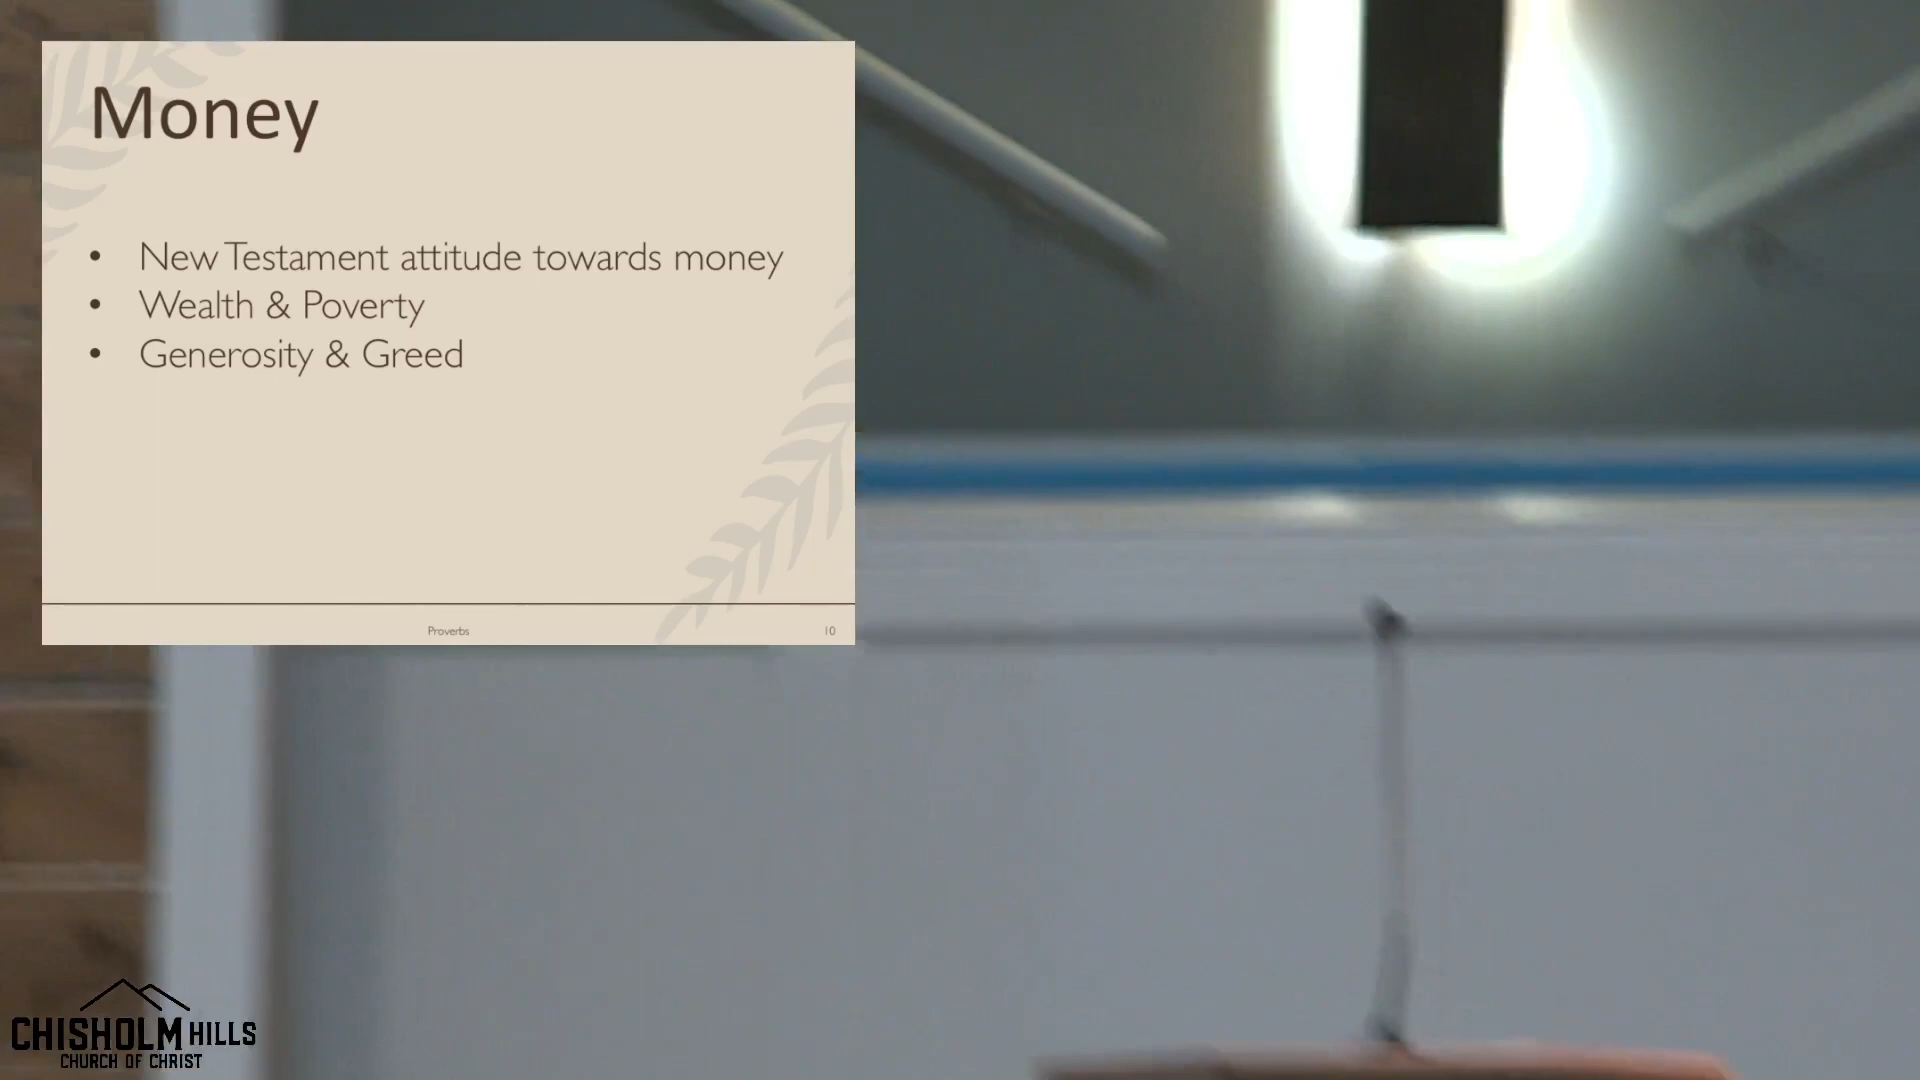 Money
• New Testament attitude towards money
• Wealth & Poverty
• Generosity & Greed
Proverbs
10
CHISHOLM HILLS
CHURCH OF CHRIST